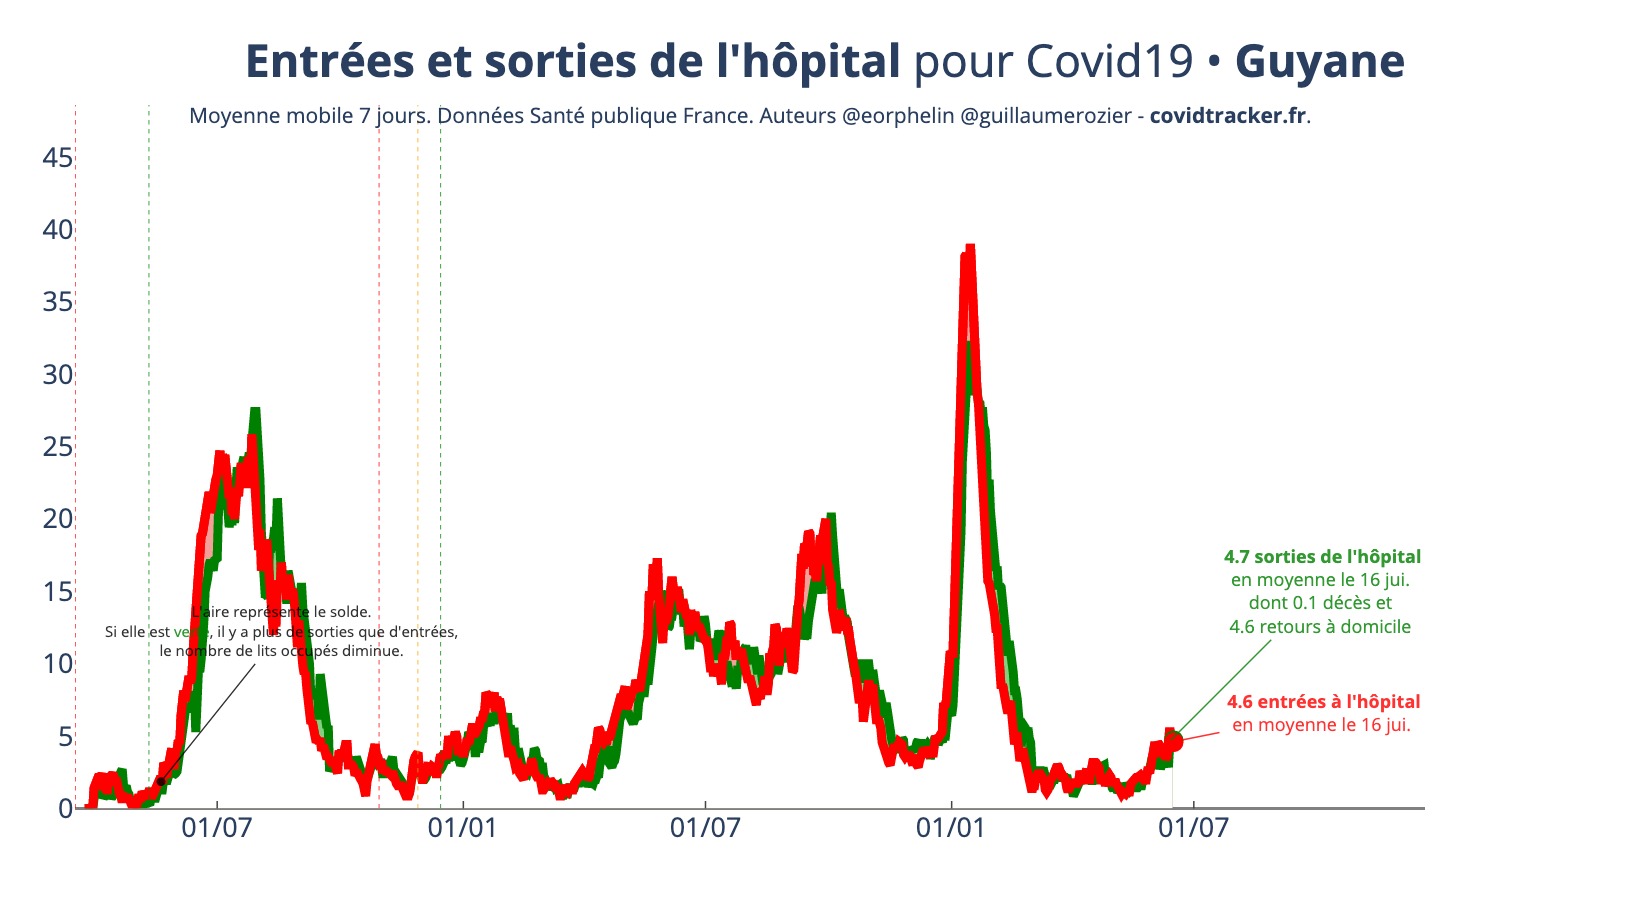 Entrées et sorties de l'hôpital pour Covid19 • Guyane
Moyenne mobile 7 jours. Données Santé publique France. Auteurs @eorphelin @guillaumerozier - covidtracker.fr.
45
40
35
30
25
20
15
10
5
0
L'aire représente le solde.
Si elle est verte, il y a plus de sorties que d'entrées,
le nombre de lits occupés diminue.
4.7 sorties de l'hôpital
en moyenne le 16 jui.
dont 0.1 décès et
4.6 retours à domicile
4.6 entrées à l'hôpital
en moyenne le 16 jui.
01/07
01/01
01/07
01/01
01/07